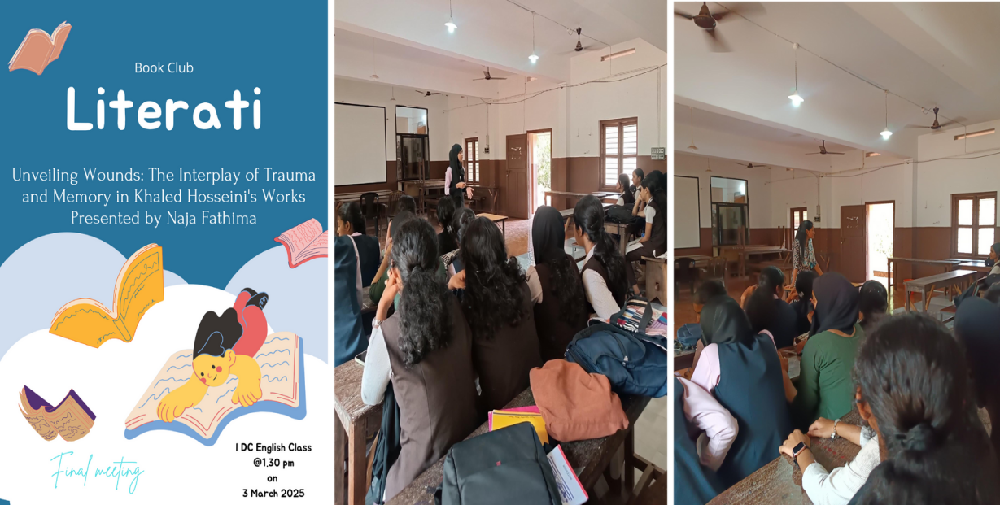 Book Club
Literati
Unveiling Wounds: The Interplay of Trauma
and Memory in Khaled Hosseini's Works
Presented by Naja Fathima
Final meeting
I DC English Class
@1.30 pm
on
3 March 2025